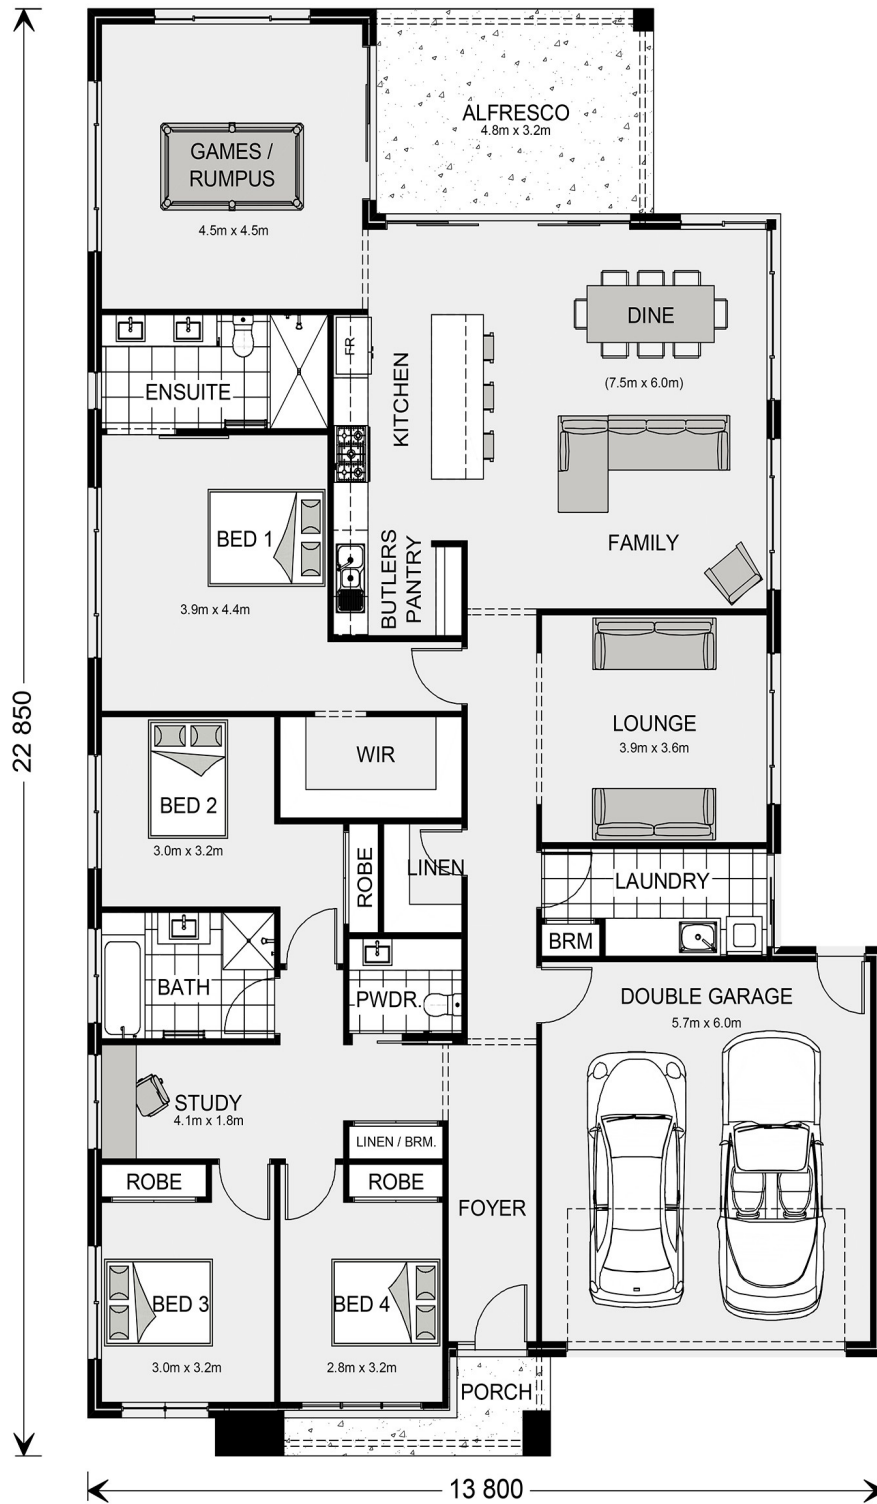 ALFRESCO
4.8m x 3.2m
GAMES /
RUMPUS
4.5m x 4.5m
DINE
(7.5m x 6.0m)
FR
ENSUITE
KITCHEN
BED 1
3.9m x 4.4m
BUTLERS
PANTRY
FAMILY
LOUNGE
3.9m x 3.6m
22 850
WIR
BED 2
3.0m x 3.2m
ROBE
LINEN
LAUNDRY
BRM
BATH
PWDR.
DOUBLE GARAGE
5.7m x 6.0m
STUDY
4.1m x 1.8m
LINEN / BRM.
ROBE
ROBE
FOYER
BED 3
3.0m x 3.2m
BED 4
2.8m x 3.2m
PORCH
13 800